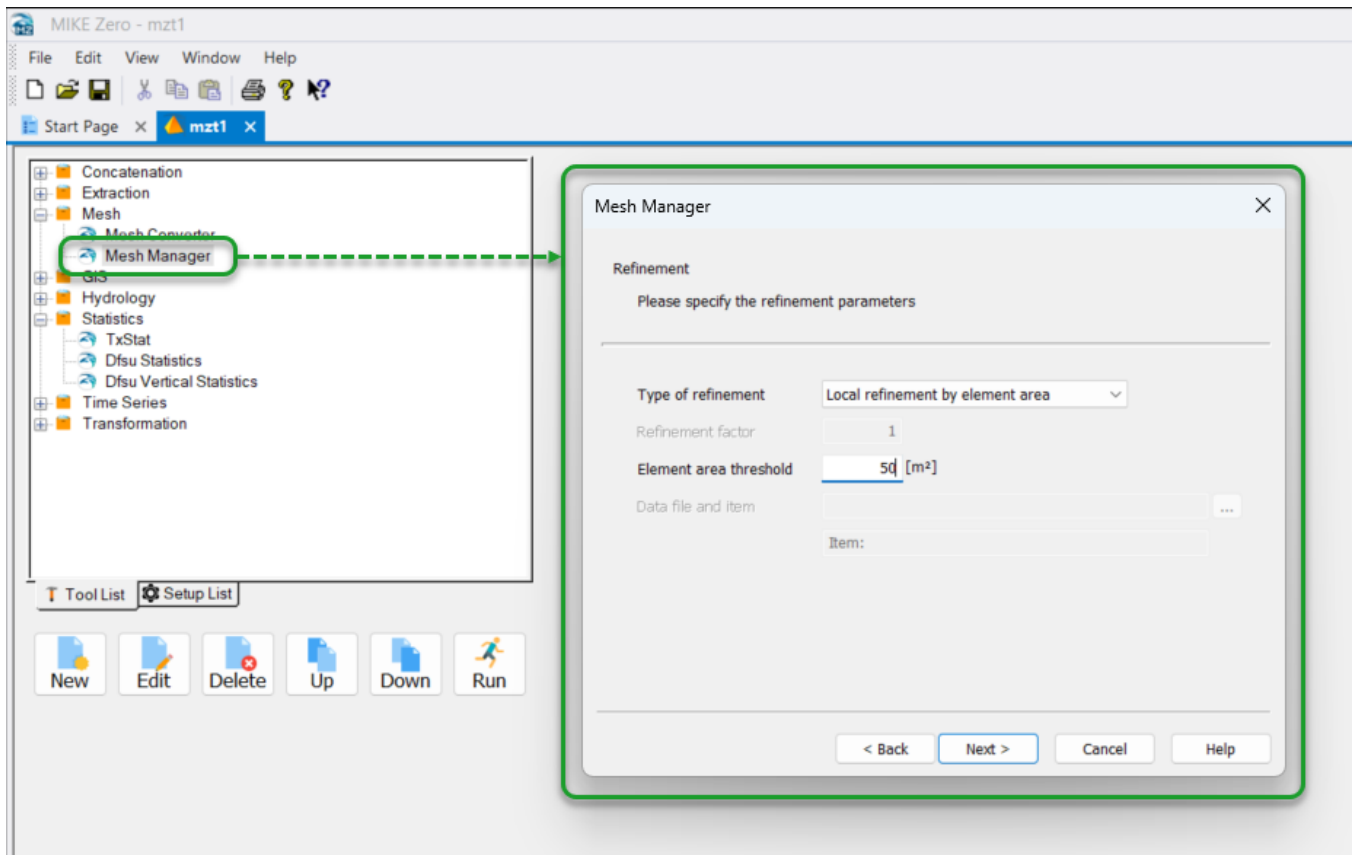 MIKE Zero - mzt1
File Edit View Window Help
Start Page mzt1
Concatenation
Extraction
Mesh
Mesh Converter
Mesh Manager
GIS
Hydrology
Statistics
TxStat
Dfsu Statistics
Dfsu Vertical Statistics
Time Series
Transformation
Tool List Setup List
New Edit Delete Up Down Run
Mesh Manager
Refinement
Please specify the refinement parameters
Type of refinement Local refinement by element area
Refinement factor 1
Element area threshold 50 [m²]
Data file and item ...
Item:
< Back Next > Cancel Help